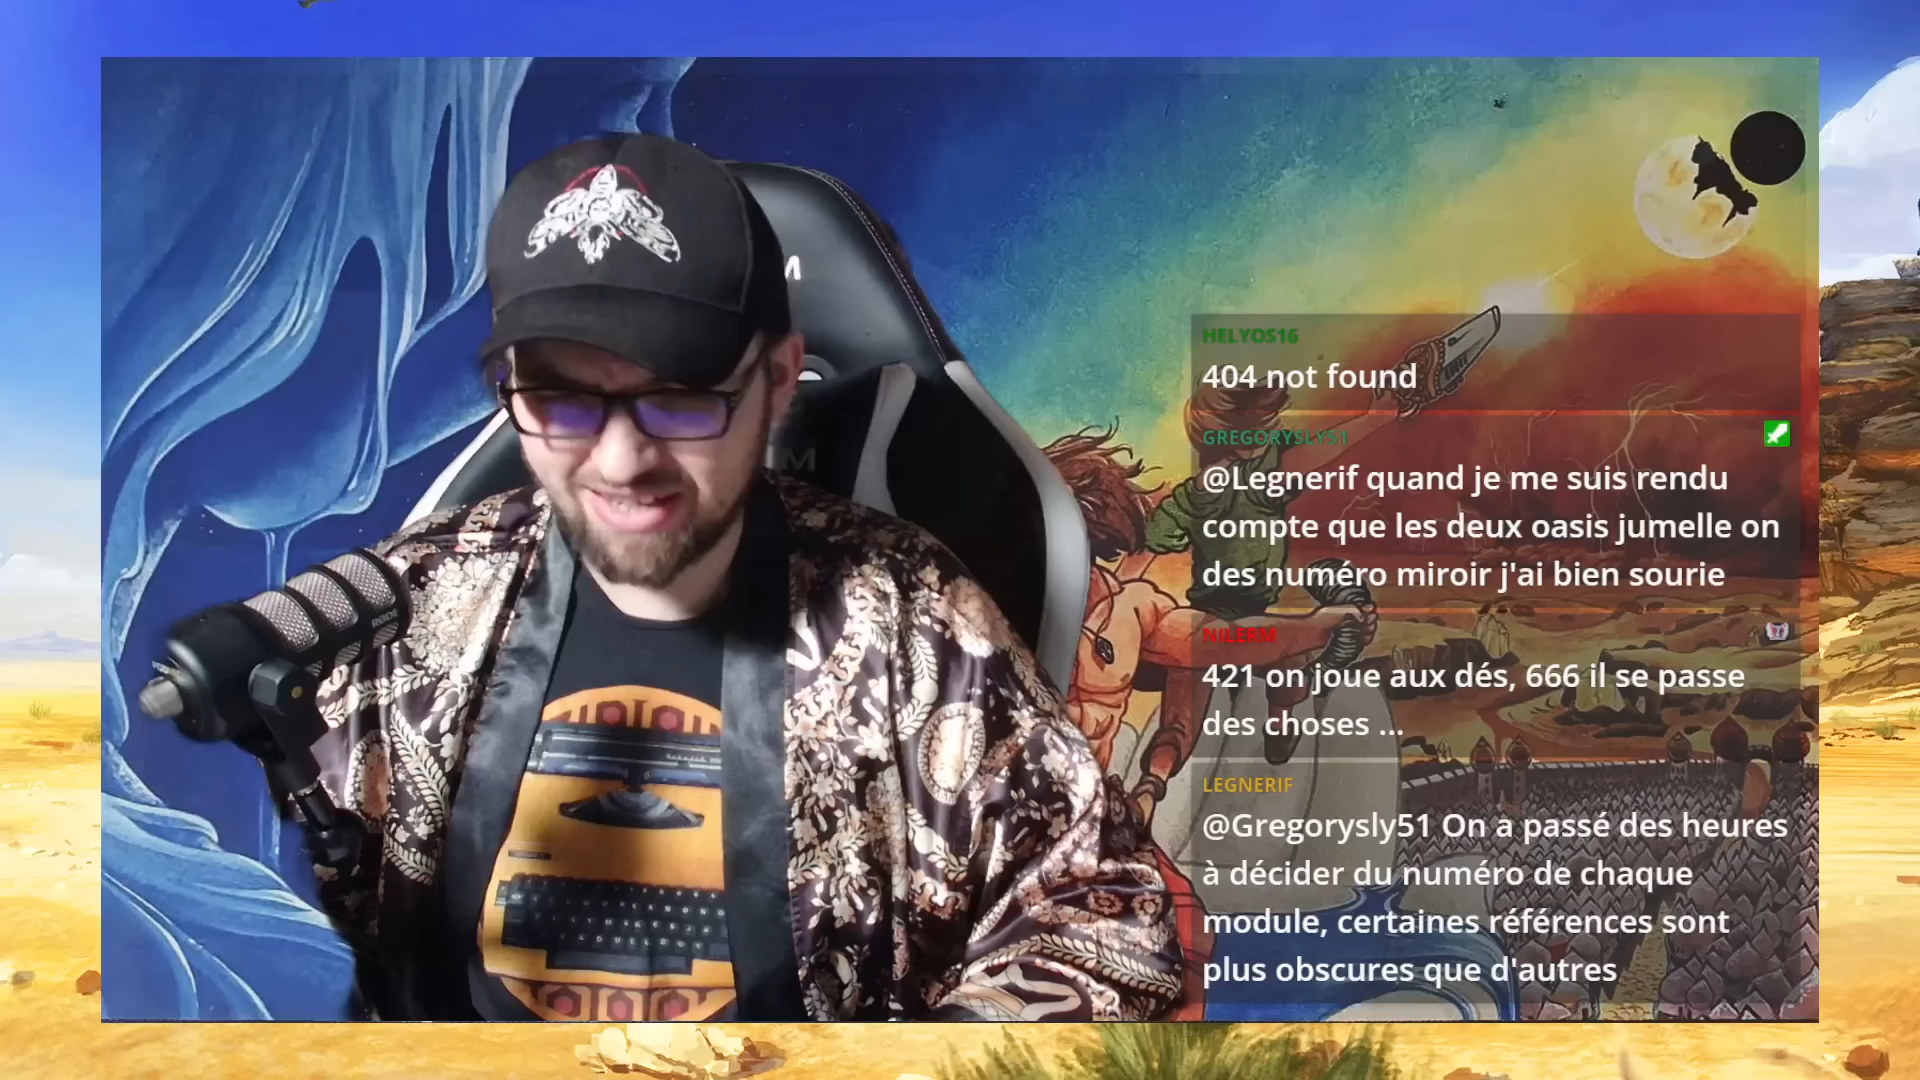 HELYOS16
404 not found
GREGORYSLY51
@Legnerif quand je me suis rendu
compte que les deux oasis jumelle on
des numéro miroir j'ai bien sourie
NILERM
421 on joue aux dés, 666 il se passe
des choses ...
LEGNERIF
@Gregorysly51 On a passé des heures
à décider du numéro de chaque
module, certaines références sont
plus obscures que d'autres
RODE